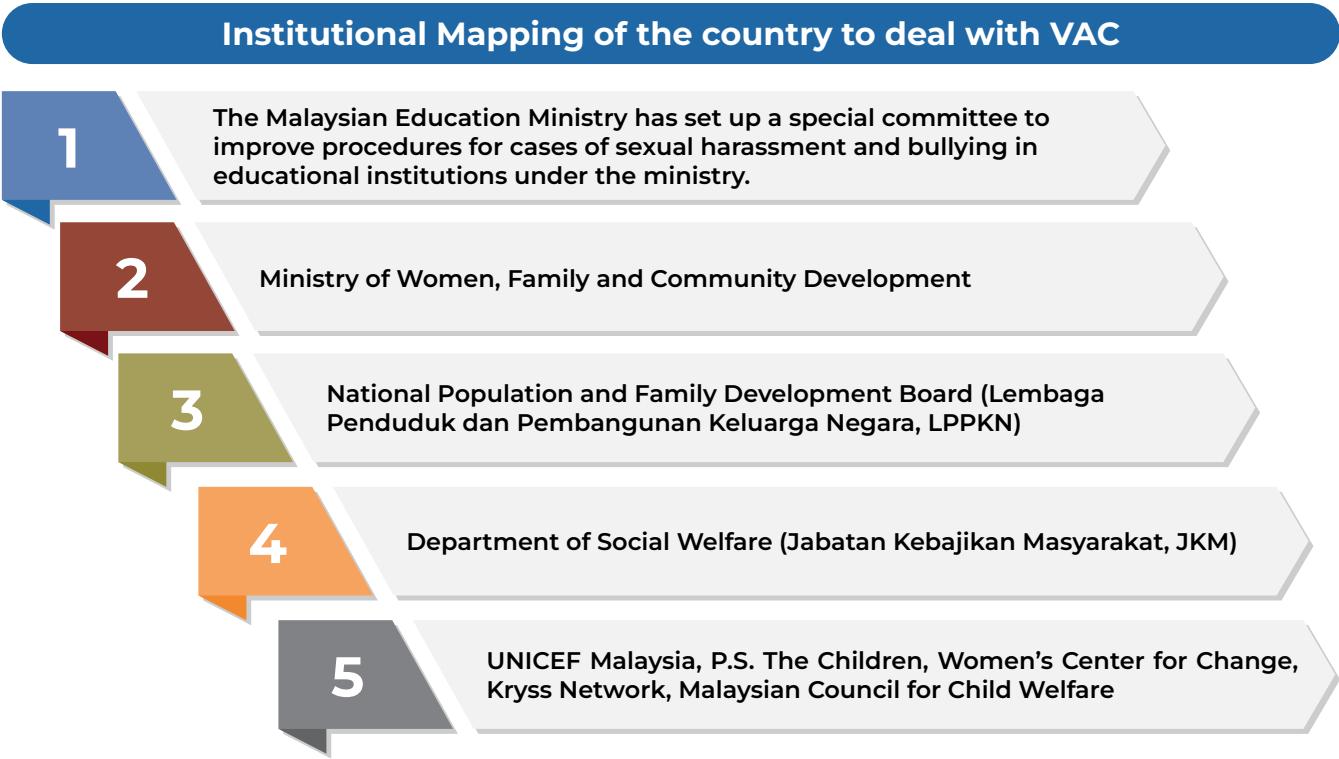 Institutional Mapping of the country to deal with VAC
1
The Malaysian Education Ministry has set up a special committee to
improve procedures for cases of sexual harassment and bullying in
educational institutions under the ministry.
2
Ministry of Women, Family and Community Development
3
National Population and Family Development Board (Lembaga
Penduduk dan Pembangunan Keluarga Negara, LPPKN)
4
Department of Social Welfare (Jabatan Kebajikan Masyarakat, JKM)
5
UNICEF Malaysia, P.S. The Children, Women’s Center for Change,
Kryss Network, Malaysian Council for Child Welfare